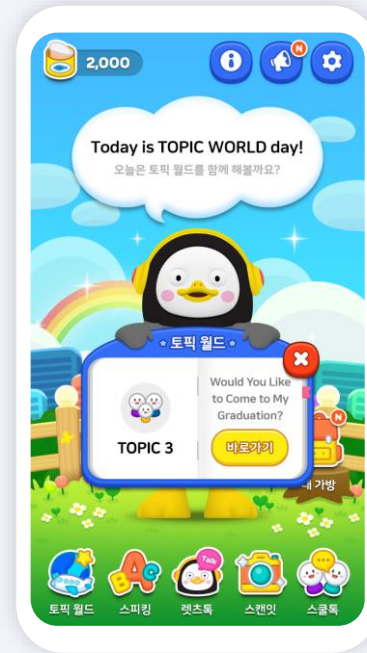 2,000
N
Today is TOPIC WORLD day!
오늘은 토픽 월드를 함께 해볼까요?
토픽 월드
Would You Like
to Come to My
Graduation?
TOPIC 3
바로가기
N
내 가방
Talk
토픽 월드
스피킹
렛츠톡
스캔잇
스쿨톡